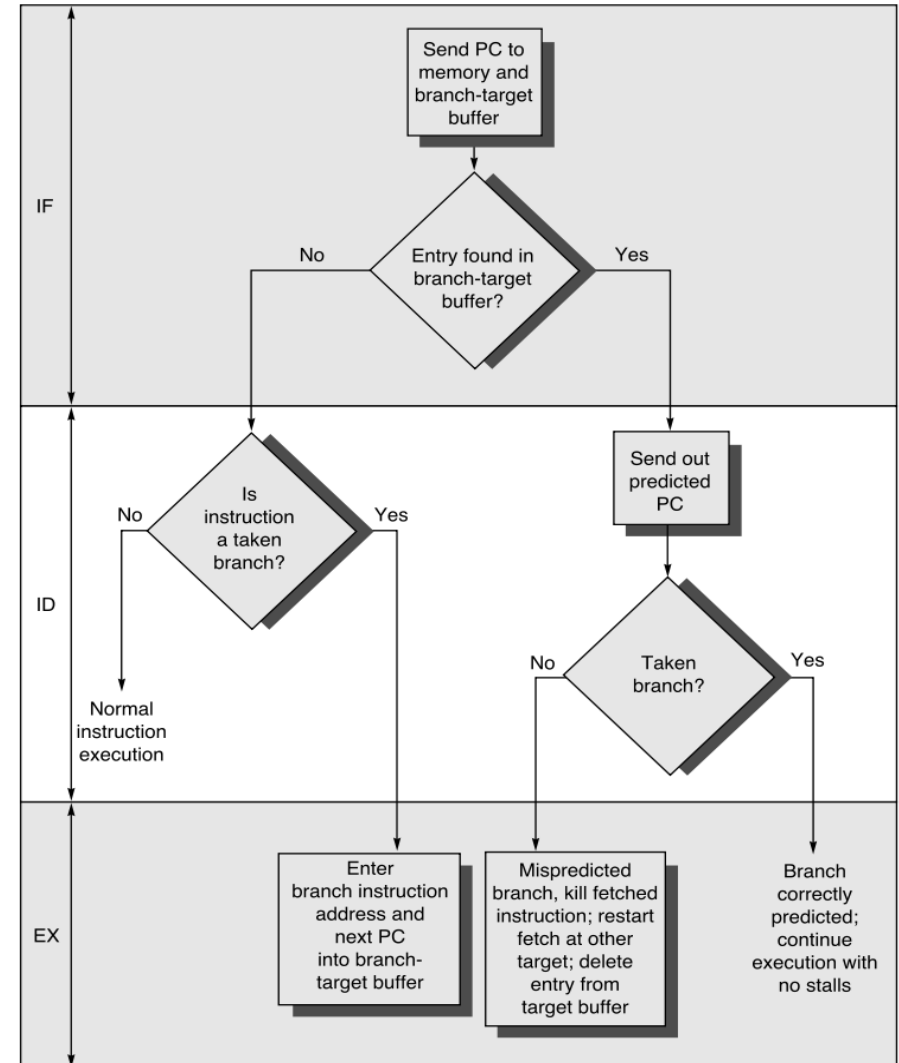 Send PC to
memory and
branch-target
buffer
IF
No
Entry found in
branch-target
buffer?
Yes
Send out
predicted
PC
Is
instruction
a taken
branch?
No
Yes
ID
Taken
branch?
No
Yes
Normal
instruction
execution
Enter
branch instruction
address and
next PC
into branch-
target buffer
Mispredicted
branch, kill fetched
instruction; restart
fetch at other
target; delete
entry from
target buffer
Branch
correctly
predicted;
continue
execution with
no stalls
EX